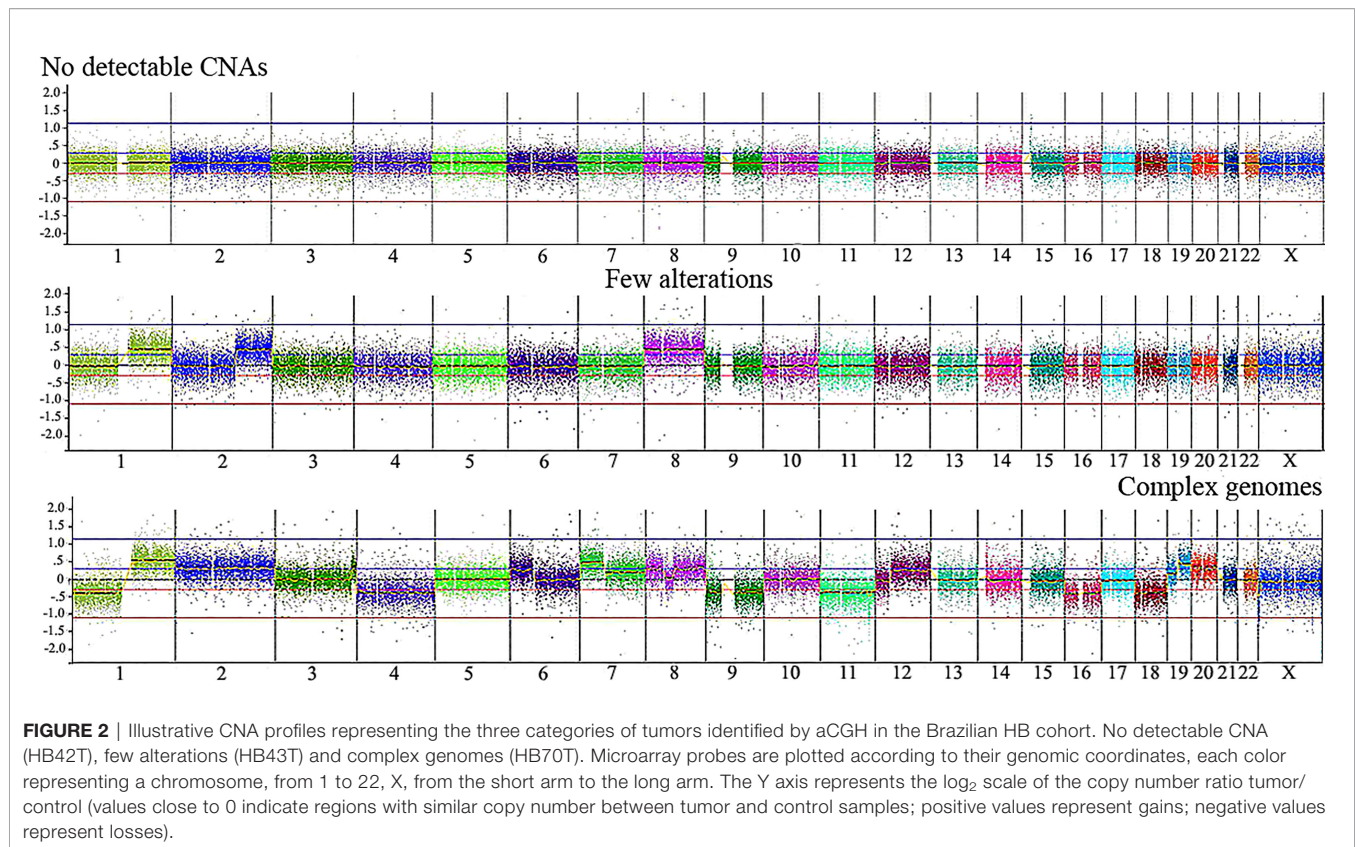 No detectable CNAs
2.0
1.5
1.0
.5
0
-.5
-1.0
-1.5
-2.0
1 2 3 4 5 6 7 8 9 10 11 12 13 14 15 16 17 18 19 20 21 22 X
Few alterations
2.0
1.5
1.0
.5
0
-.5
-1.0
-1.5
-2.0
1 2 3 4 5 6 7 8 9 10 11 12 13 14 15 16 17 18 19 20 21 22 X
Complex genomes
2.0
1.5
1.0
.5
0
-.5
-1.0
-1.5
-2.0
1 2 3 4 5 6 7 8 9 10 11 12 13 14 15 16 17 18 19 20 21 22 X
FIGURE 2 | Illustrative CNA profiles representing the three categories of tumors identified by aCGH in the Brazilian HB cohort. No detectable CNA
(HB42T), few alterations (HB43T) and complex genomes (HB70T). Microarray probes are plotted according to their genomic coordinates, each color
representing a chromosome, from 1 to 22, X, from the short arm to the long arm. The Y axis represents the log₂ scale of the copy number ratio tumor/
control (values close to 0 indicate regions with similar copy number between tumor and control samples; positive values represent gains; negative values
represent losses).